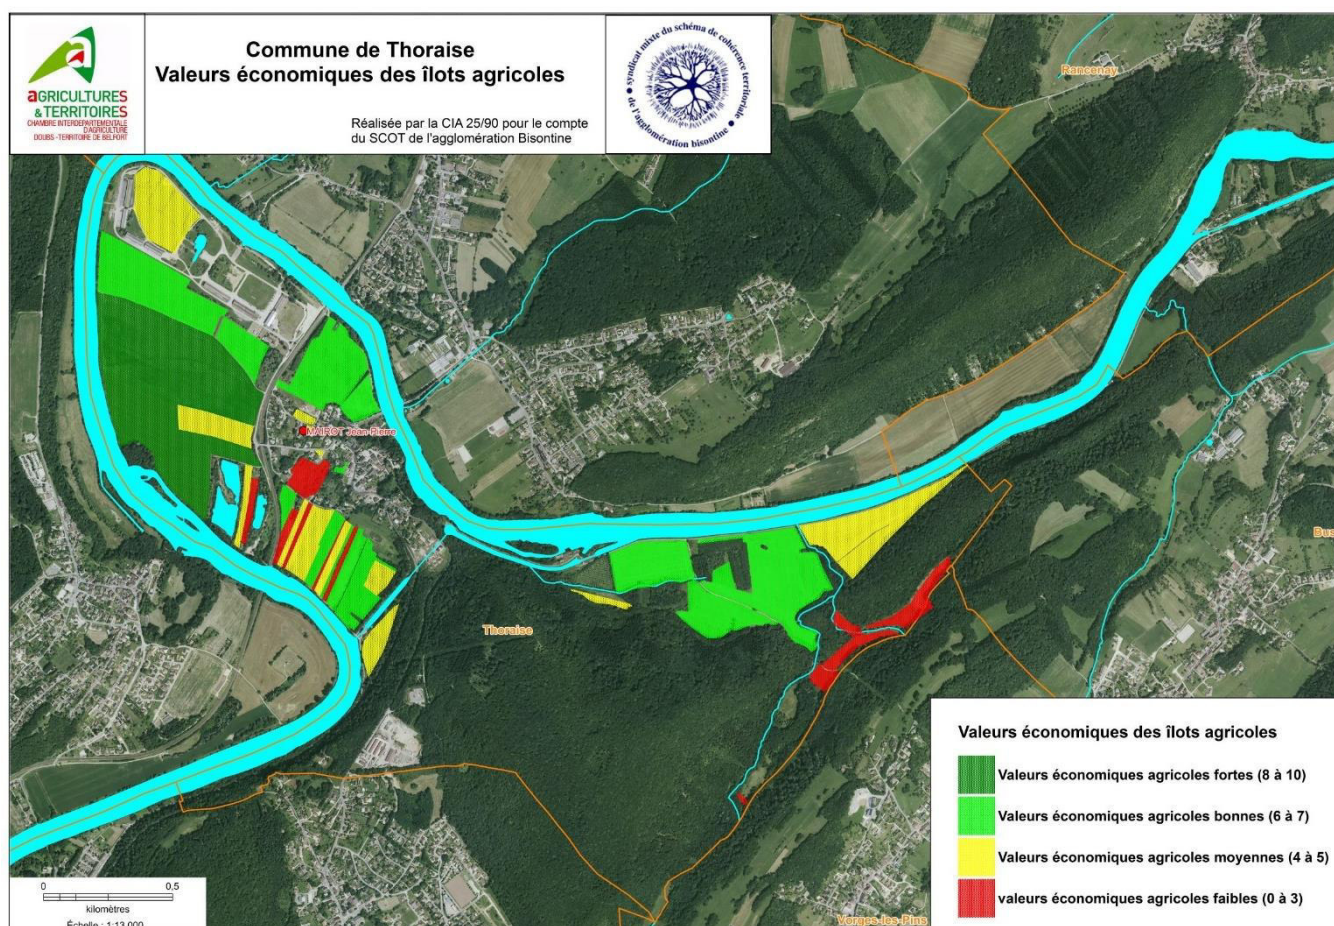 Commune de Thoraise
Valeurs économiques des îlots agricoles
Réalisée par la CIA 25/90 pour le compte
du SCOT de l'agglomération Bisontine
aGRICULTURES
& TERRITOIRES
CHAMBRE INTERDEPARTEMENTALE
D'AGRICULTURE
DOUBS - TERRITOIRE DE BELFORT
syndicat mixte du schéma de cohérence territoriale
de l'agglomération bisontine
Rancenay
MAIROT Jean-Pierre
Bus
Thoraise
Vorges-les-Pins
Valeurs économiques des îlots agricoles
Valeurs économiques agricoles fortes (8 à 10)
Valeurs économiques agricoles bonnes (6 à 7)
Valeurs économiques agricoles moyennes (4 à 5)
valeurs économiques agricoles faibles (0 à 3)
0 0,5
kilomètres
Échelle : 1:13 000